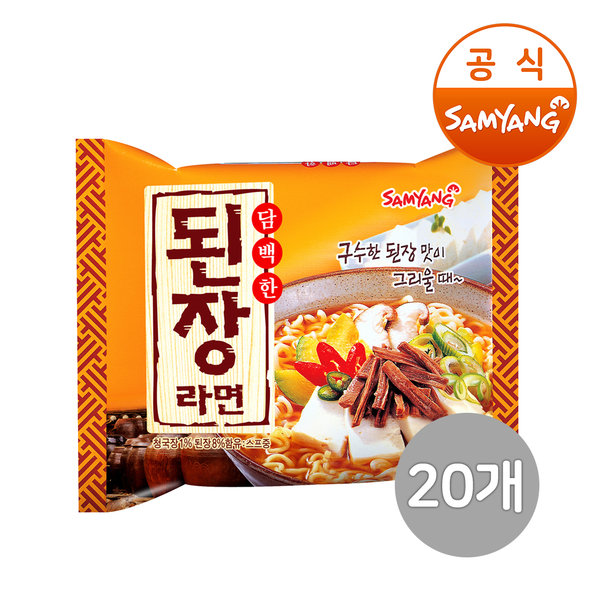 공식
SAMYANG
SAMYANG
담백한
된장
라면
구수한 된장 맛이
그리울 때~
청국장 1% 된장 8% 함유 : 스프중
20개